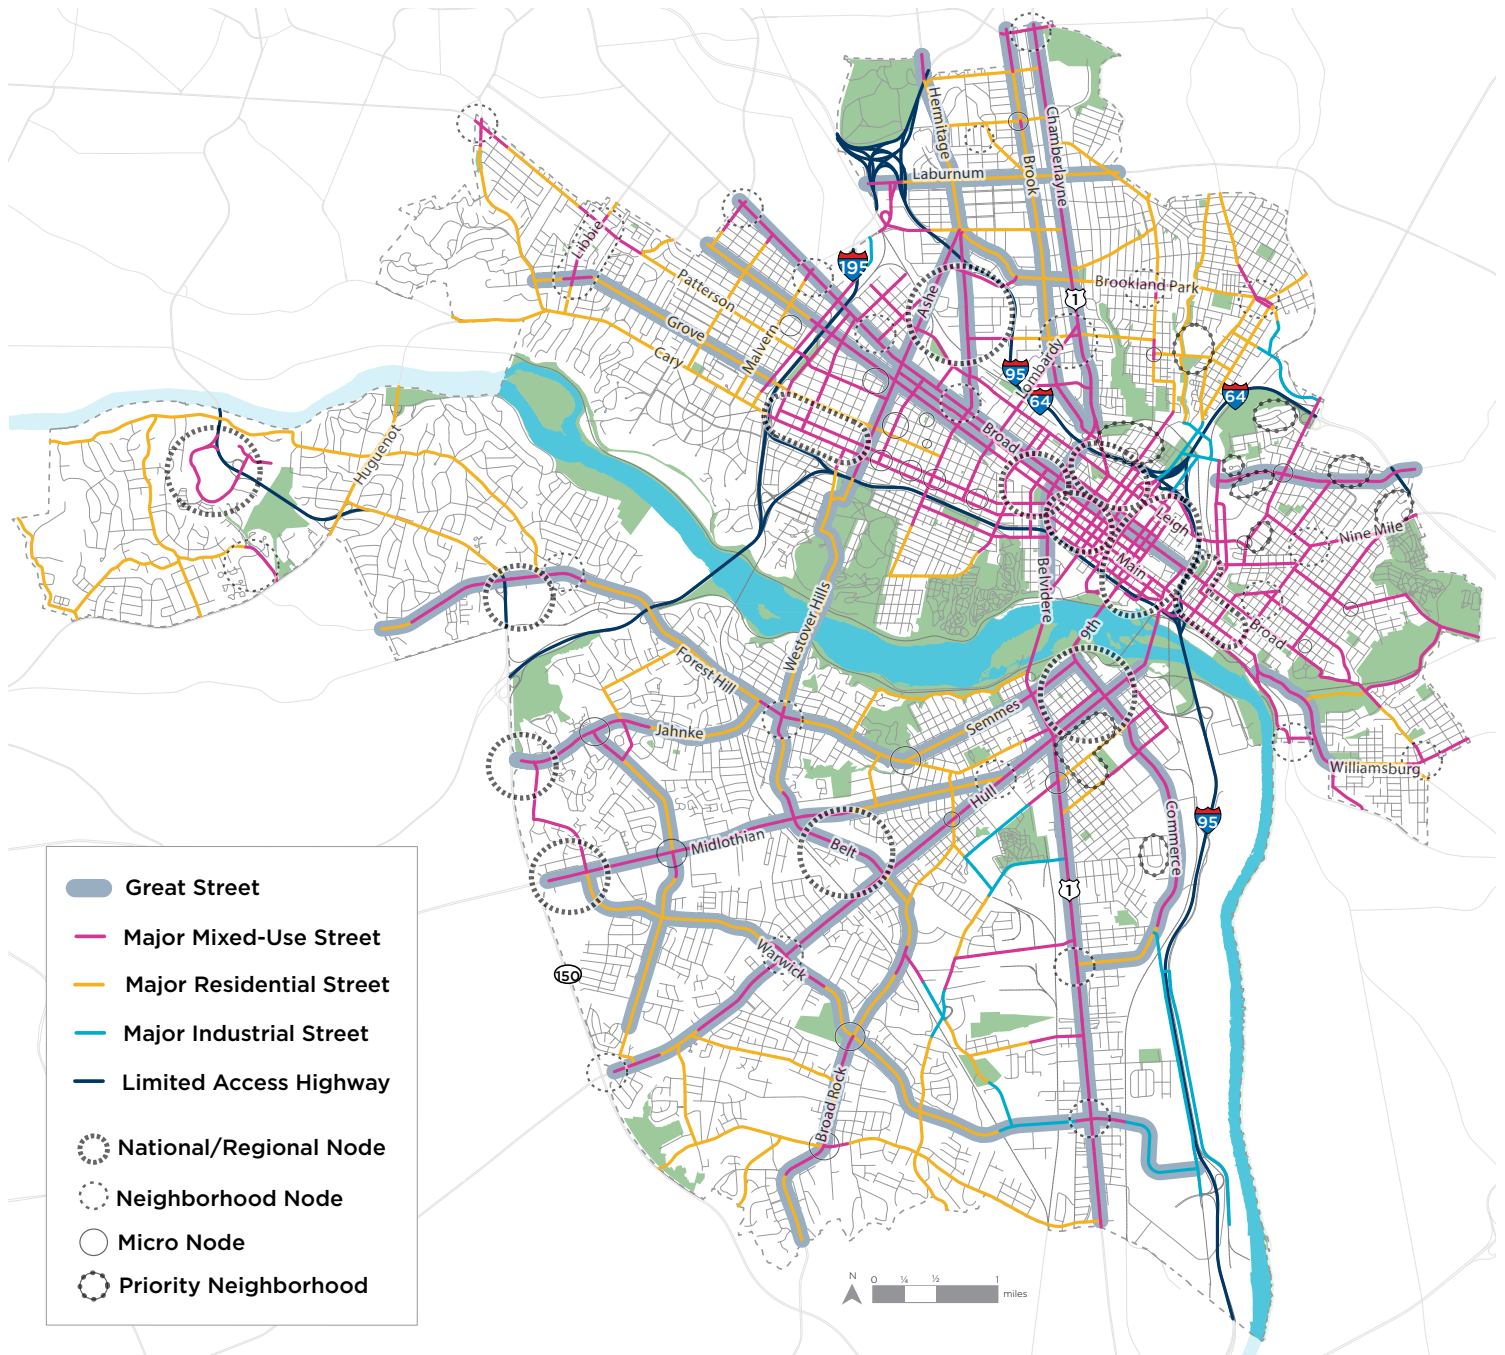 Hermitage
Brook
Chamberlayne
Laburnum
Libbie
195
Patterson
Ashe
Brookland Park
1
Grove
Malvern
Cary
Lombardy
95
64
64
Huguenot
Broad
Leigh
Nine Mile
Main
Belvidere
9th
Broad
Westover Hills
Forest Hill
Semmes
Jahnke
Williamsburg
Hull
Commerce
95
Midlothian
Belt
1
Warwick
150
Broad Rock
Great Street
Major Mixed-Use Street
Major Residential Street
Major Industrial Street
Limited Access Highway
National/Regional Node
Neighborhood Node
Micro Node
Priority Neighborhood
N
0 ¼ ½ 1
miles